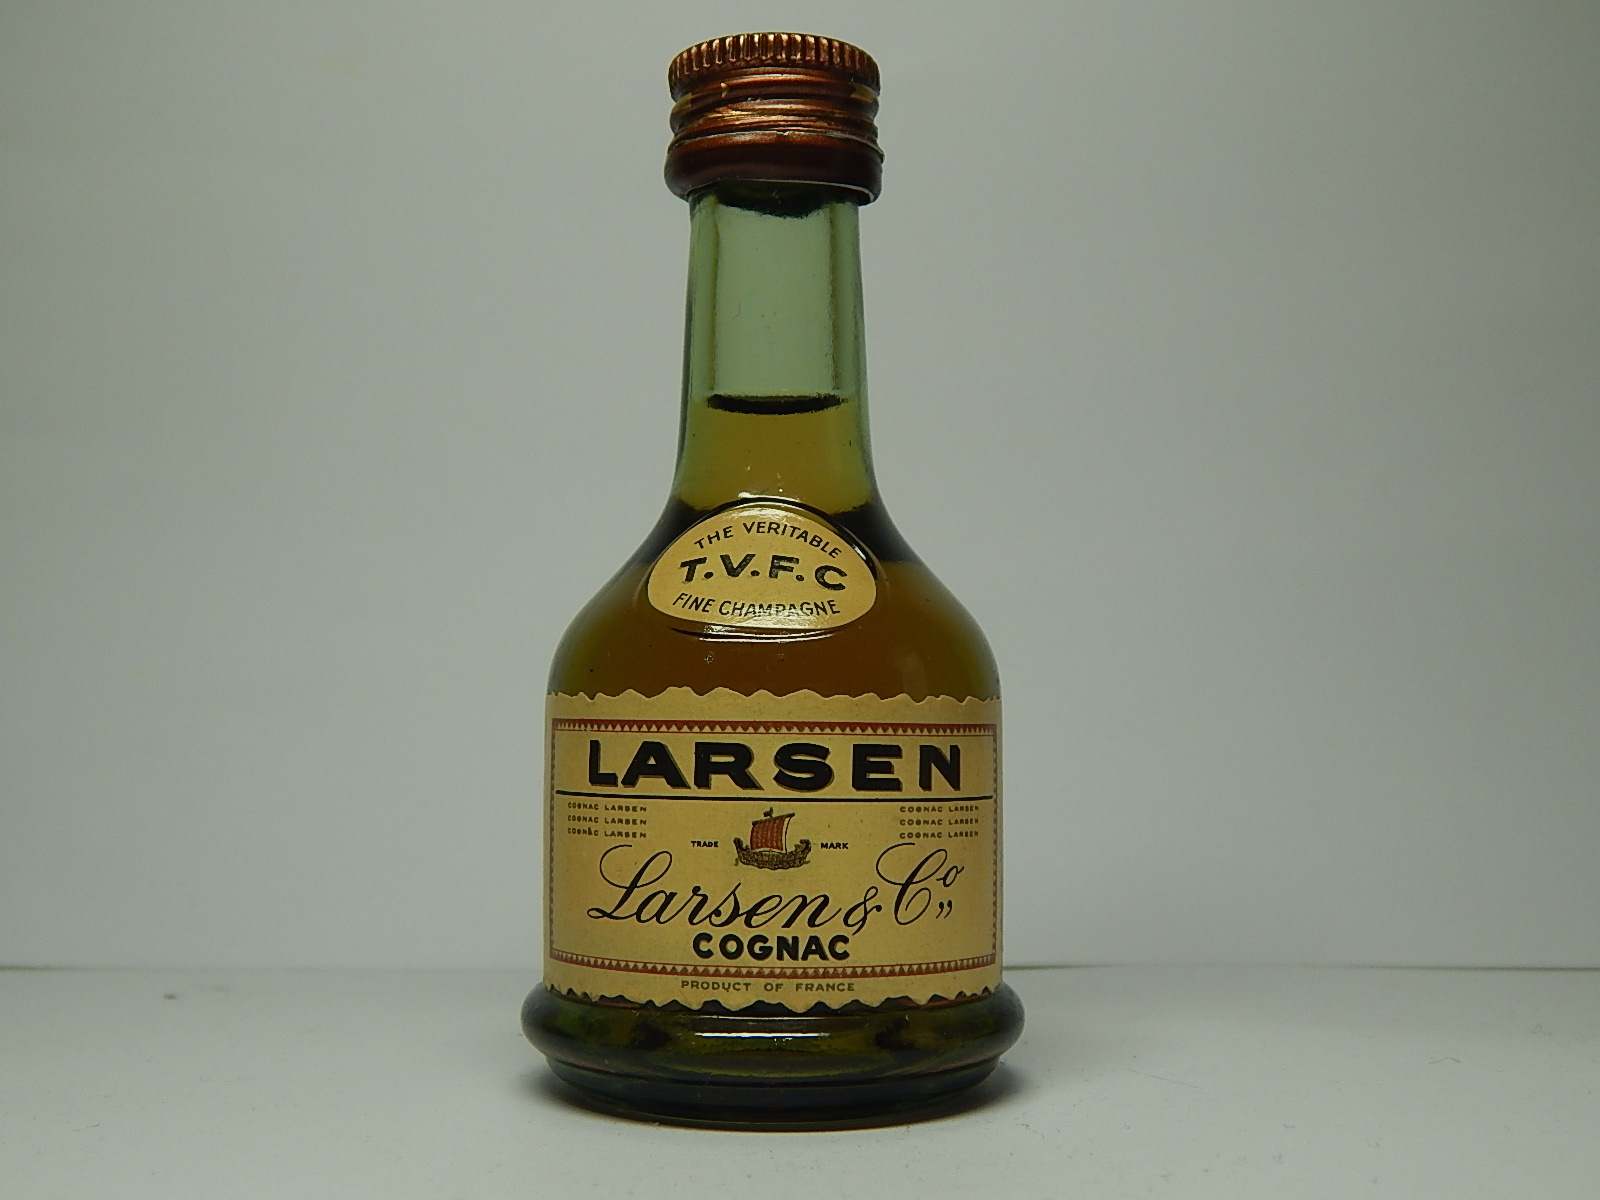 THE VERITABLE
T.V.F.C
FINE CHAMPAGNE
LARSEN
COGNAC LARSEN COGNAC LARSEN
COGNAC LARSEN COGNAC LARSEN
COGNAC LARSEN COGNAC LARSEN
TRADE MARK
Larsen & Co„
COGNAC
PRODUCT OF FRANCE